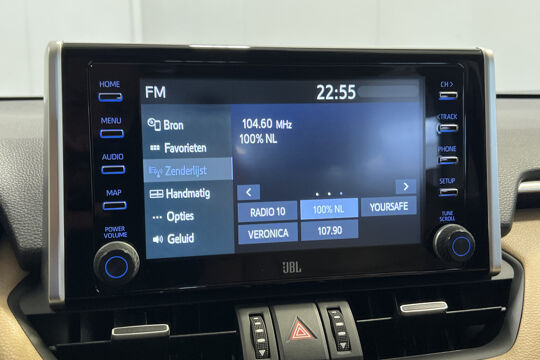 HOME
MENU
AUDIO
MAP
POWER
VOLUME
FM
22:55
Bron
Favorieten
Zenderlijst
Handmatig
Opties
Geluid
104.60 MHz
100% NL
<
>
RADIO 10
100% NL
YOURSAFE
VERONICA
107.90
CH >
<TRACK
PHONE
SETUP
TUNE
SCROLL
JBL